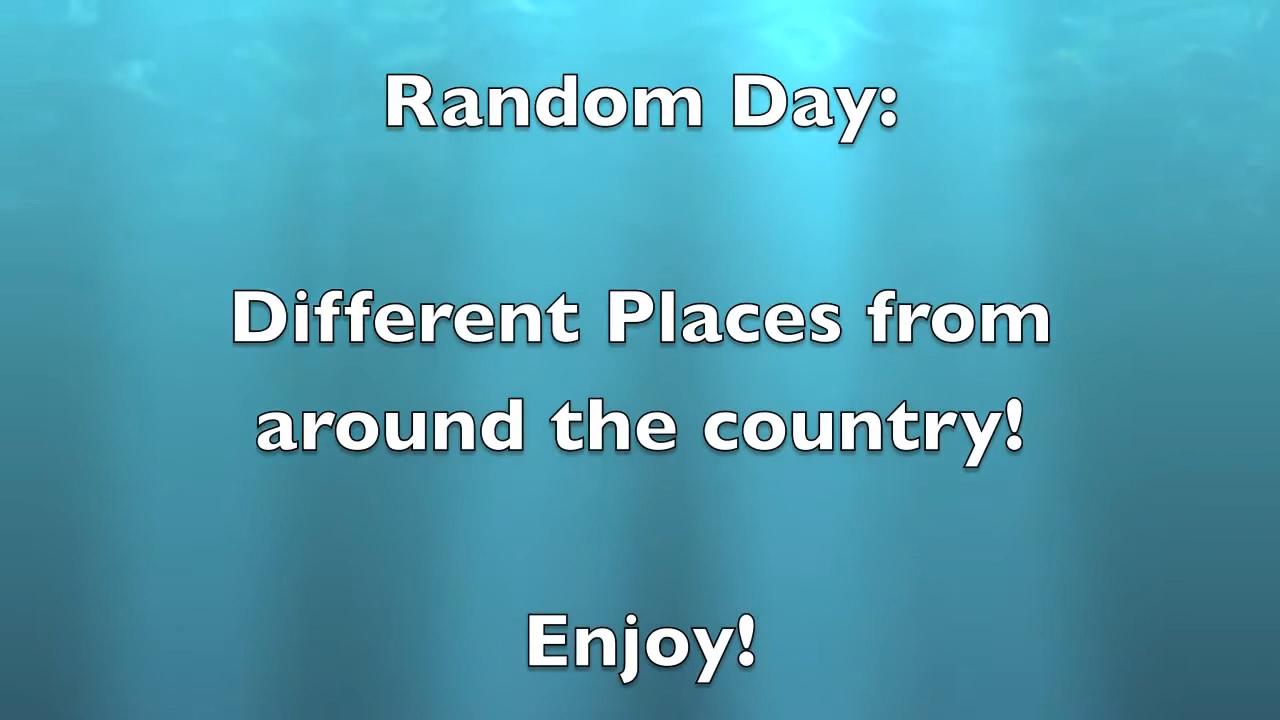 Random Day:
Different Places from
around the country!
Enjoy!